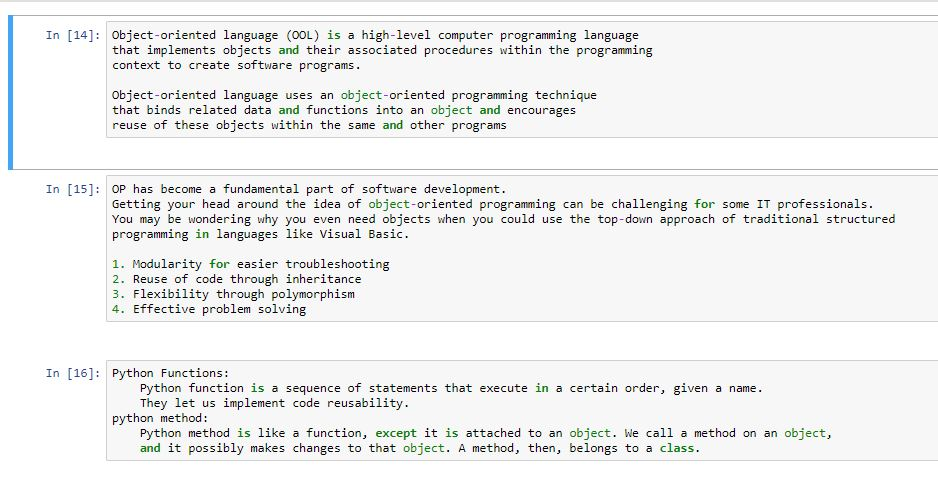 In [14]: Object-oriented language (OOL) is a high-level computer programming language
that implements objects and their associated procedures within the programming
context to create software programs.
Object-oriented language uses an object-oriented programming technique
that binds related data and functions into an object and encourages
reuse of these objects within the same and other programs
In [15]: OP has become a fundamental part of software development.
Getting your head around the idea of object-oriented programming can be challenging for some IT professionals.
You may be wondering why you even need objects when you could use the top-down approach of traditional structured
programming in languages like Visual Basic.
1. Modularity for easier troubleshooting
2. Reuse of code through inheritance
3. Flexibility through polymorphism
4. Effective problem solving
In [16]: Python Functions:
Python function is a sequence of statements that execute in a certain order, given a name.
They let us implement code reusability.
python method:
Python method is like a function, except it is attached to an object. We call a method on an object,
and it possibly makes changes to that object. A method, then, belongs to a class.